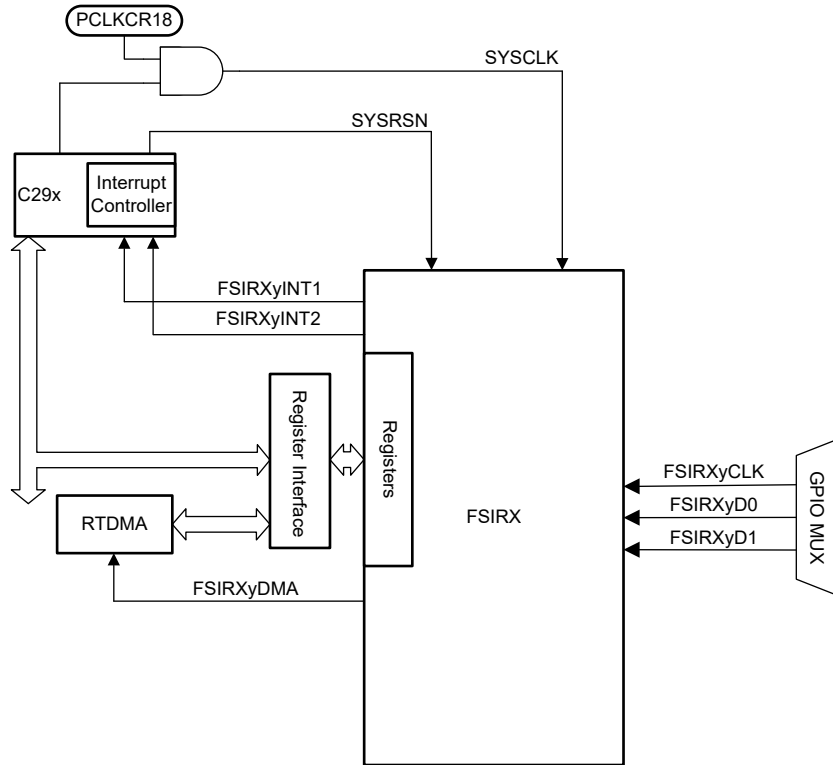 PCLKCR18
SYSCLK
SYSRSN
C29x
Interrupt
Controller
FSIRXyINT1
FSIRXyINT2
Register Interface
Registers
FSIRX
FSIRXyCLK
FSIRXyD0
FSIRXyD1
GPIO MUX
RTDMA
FSIRXyDMA